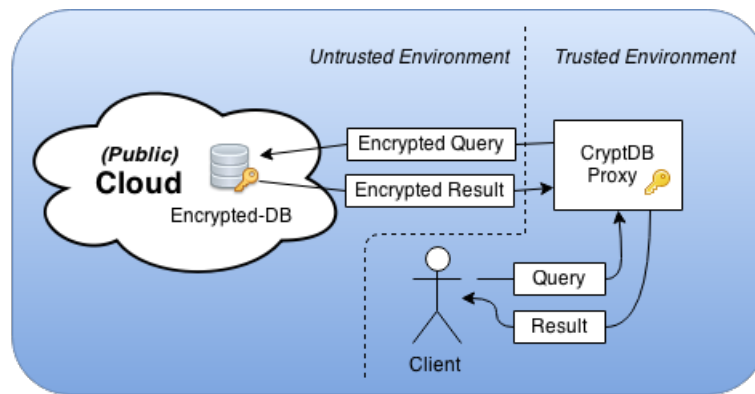 Untrusted Environment
Trusted Environment
Encrypted Query
(Public)
Cloud
CryptDB
Proxy
Encrypted Result
Encrypted-DB
Query
Result
Client